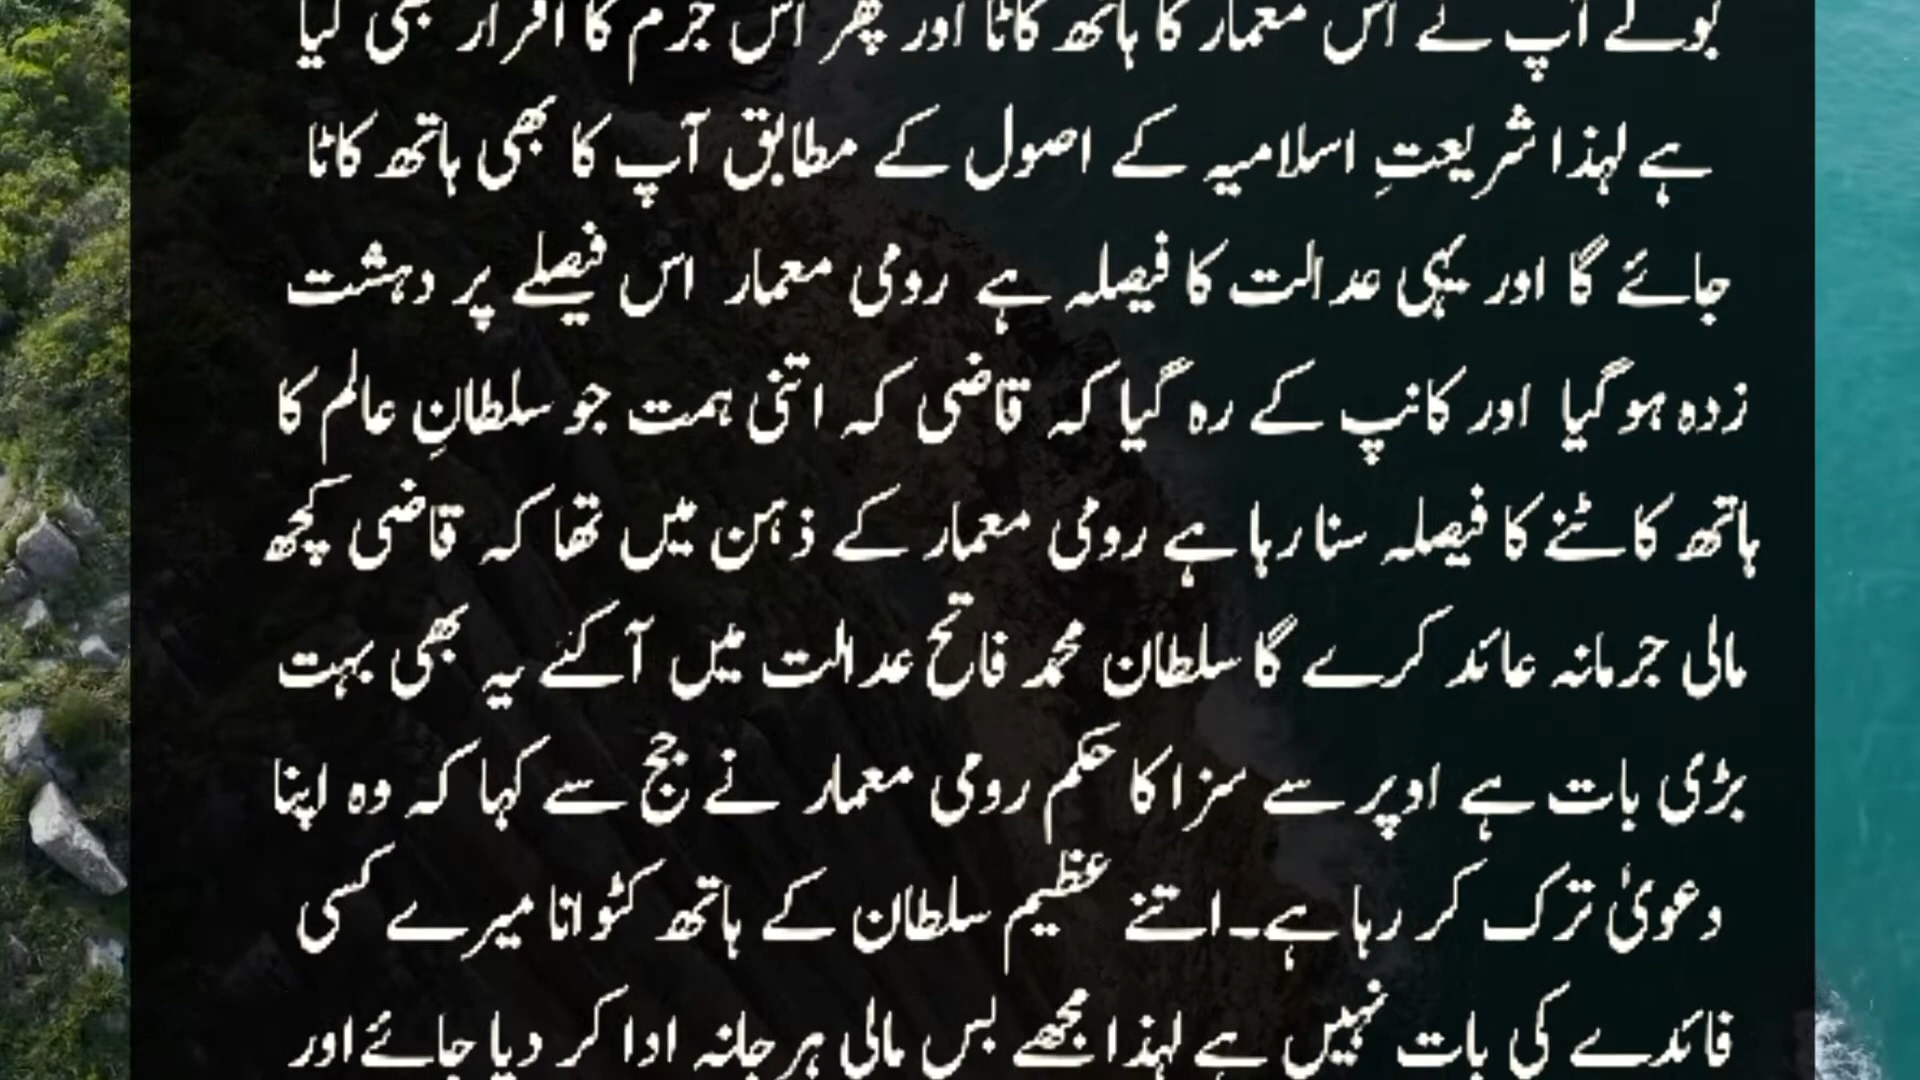 بولے آپ نے اس معمار کا ہاتھ کاٹا اور پھر اس جرم کا اقرار بھی کیا
ہے لہذا شریعتِ اسلامیہ کے اصول کے مطابق آپ کا بھی ہاتھ کاٹا
جائے گا اور یہی عدالت کا فیصلہ ہے رومی معمار اس فیصلے پر دہشت
زدہ ہو گیا اور کانپ کے رہ گیا کہ قاضی کہ اتنی ہمت جو سلطانِ عالم کا
ہاتھ کاٹنے کا فیصلہ سنا رہا ہے رومی معمار کے ذہن میں تھا کہ قاضی کچھ
مالی جرمانہ عائد کرے گا سلطان محمد فاتح عدالت میں آ گئے یہ بھی بہت
بڑی بات ہے اوپر سے سزا کا حکم رومی معمار نے جج سے کہا کہ وہ اپنا
دعویٰ ترک کر رہا ہے۔اتنے عظیم سلطان کے ہاتھ کٹوانا میرے کسی
فائدے کی بات نہیں ہے لہذا مجھے بس مالی ہرجانہ ادا کر دیا جائے اور